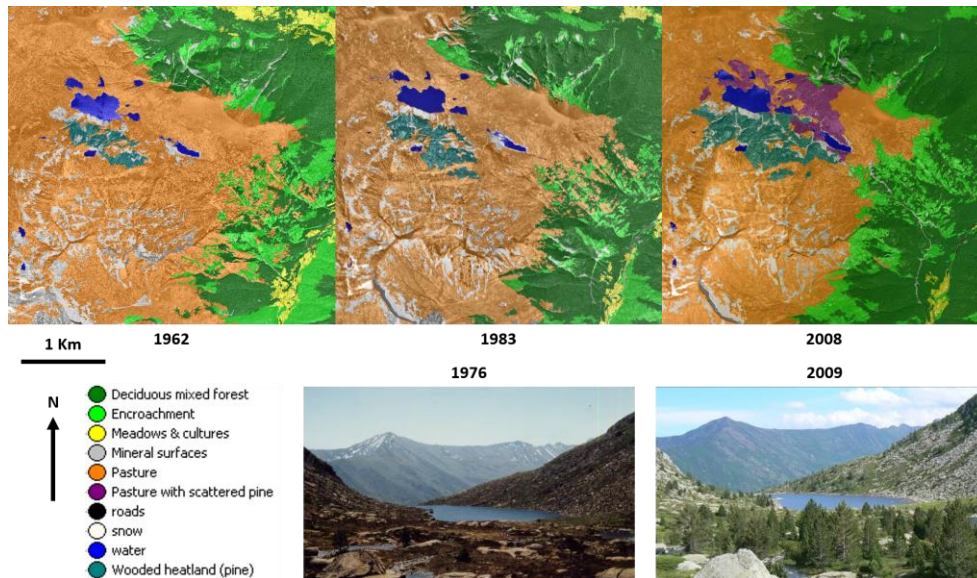 1962
1983
2008
1 Km
1976
2009
N
Deciduous mixed forest
Encroachment
Meadows & cultures
Mineral surfaces
Pasture
Pasture with scattered pine
roads
snow
water
Wooded heatland (pine)